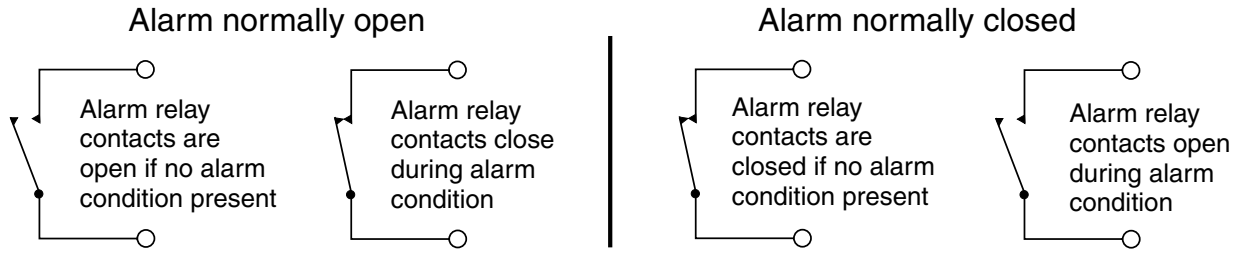 Alarm normally open
Alarm relay
contacts are
open if no alarm
condition present
Alarm relay
contacts close
during alarm
condition
Alarm normally closed
Alarm relay
contacts are
closed if no alarm
condition present
Alarm relay
contacts open
during alarm
condition